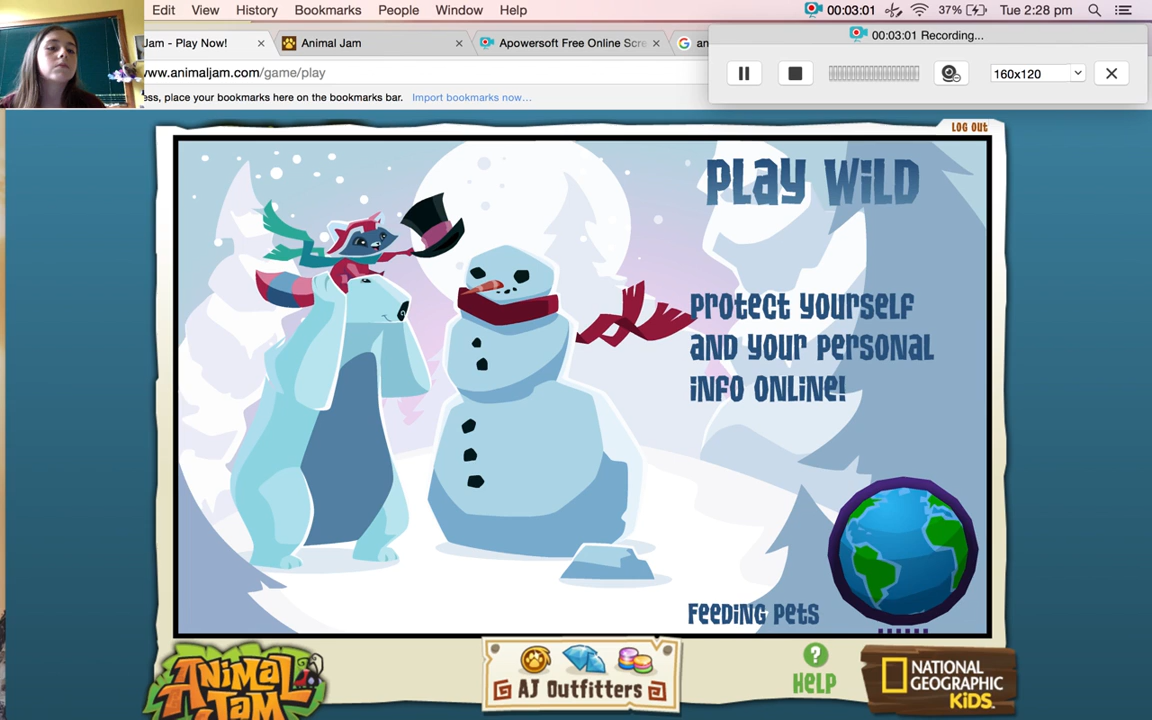 Edit View History Bookmarks People Window Help 00:03:01 37% Tue 2:28 pm
00:03:01 Recording...
Jam - Play Now! Animal Jam Apowersoft Free Online Scre G an
www.animaljam.com/game/play
160x120
ess, place your bookmarks here on the bookmarks bar. Import bookmarks now...
LOG OUT
PLAY WILD
PROTECT YOURSELF
AND YOUR PERSONAL
INFO ONLINE!
FEEDING PETS
ANIMAL
JAM
AJ Outfitters
?
HELP
NATIONAL
GEOGRAPHIC
KiDS